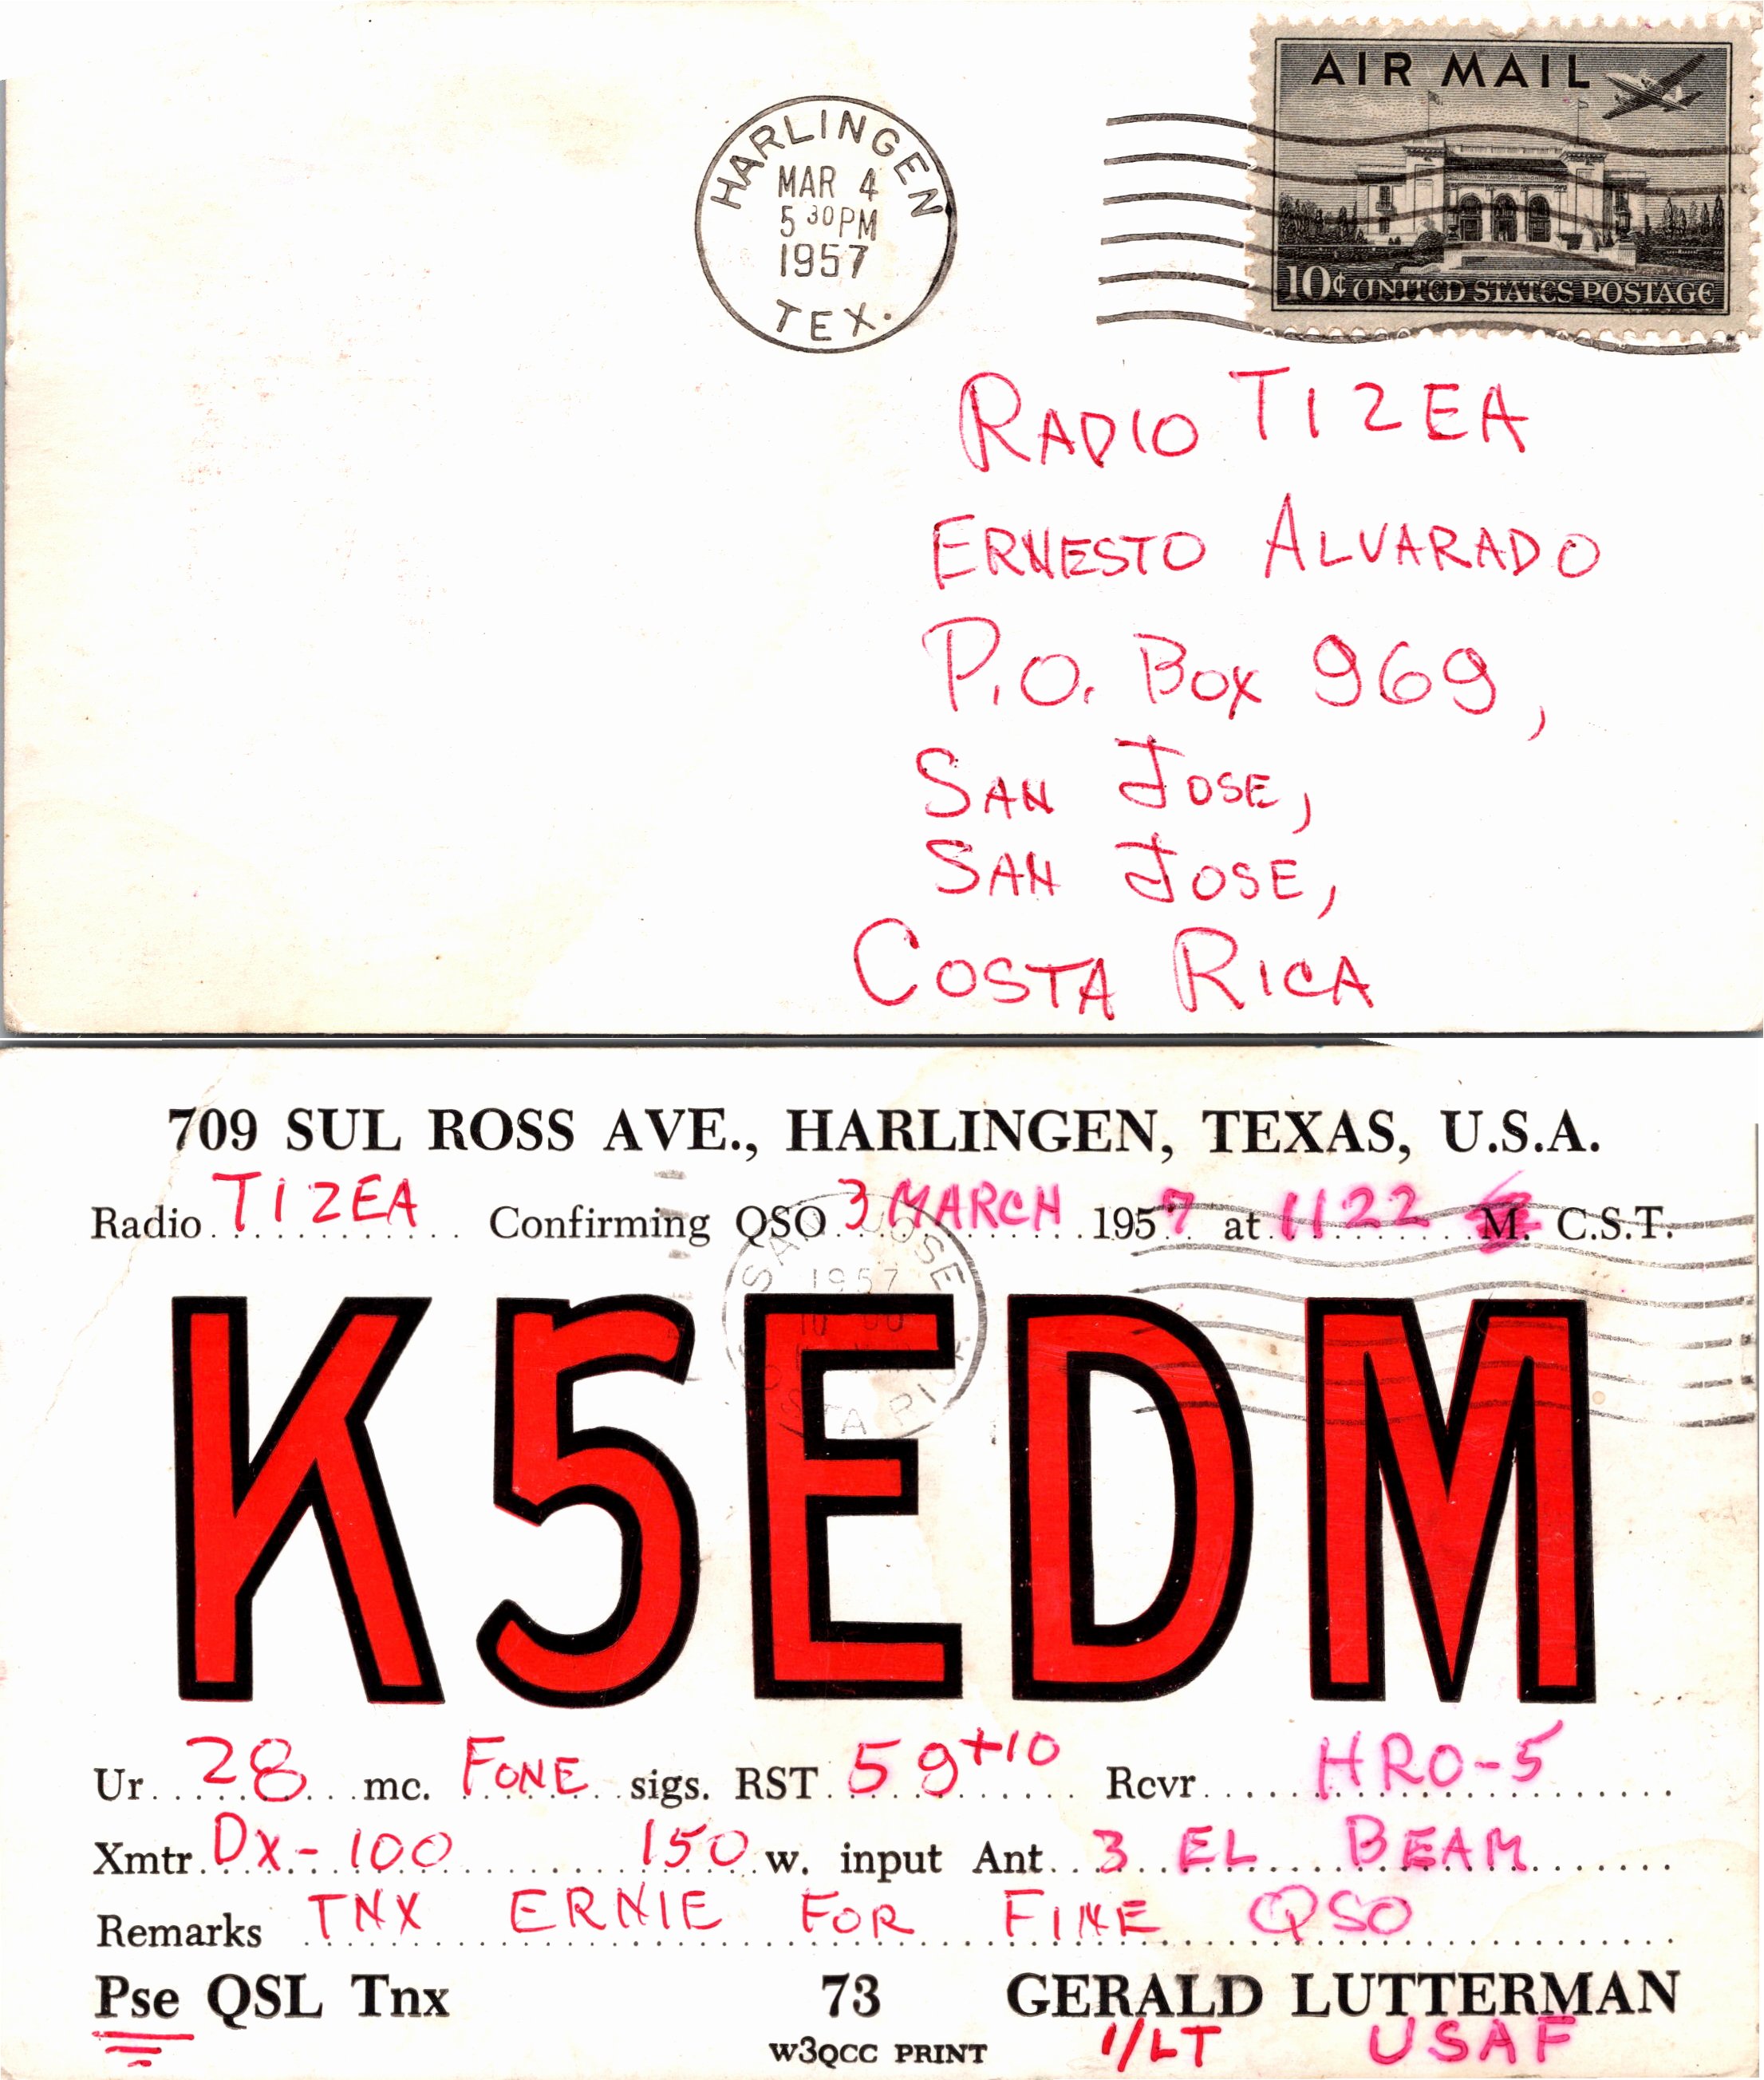 AIR MAIL
HARLINGEN
MAR 4
5 30 PM
1957
TEX.
10¢ UNITED STATES POSTAGE
RADIO TI2EA
ERNESTO ALVARADO
P.O. BOX 969,
SAN JOSE,
SAN JOSE,
COSTA RICA
709 SUL ROSS AVE., HARLINGEN, TEXAS, U.S.A.
Radio TI2EA Confirming QSO 3 MARCH 1957 at 1122 M. C.S.T.
SAN JOSE
1957
K5EDM
Ur 28 mc. FONE sigs. RST 59+10 Rcvr HRO-5
Xmtr DX-100 150 w. input Ant 3 EL BEAM
Remarks TNX ERNIE FOR FINE QSO
Pse QSL Tnx 73 GERALD LUTTERMAN
W3QCC PRINT 1/LT USAF